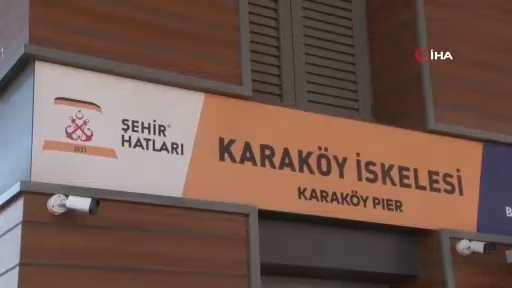 İHA
ŞEHİR
HATLARI
1851
KARAKÖY İSKELESİ
KARAKÖY PIER
B